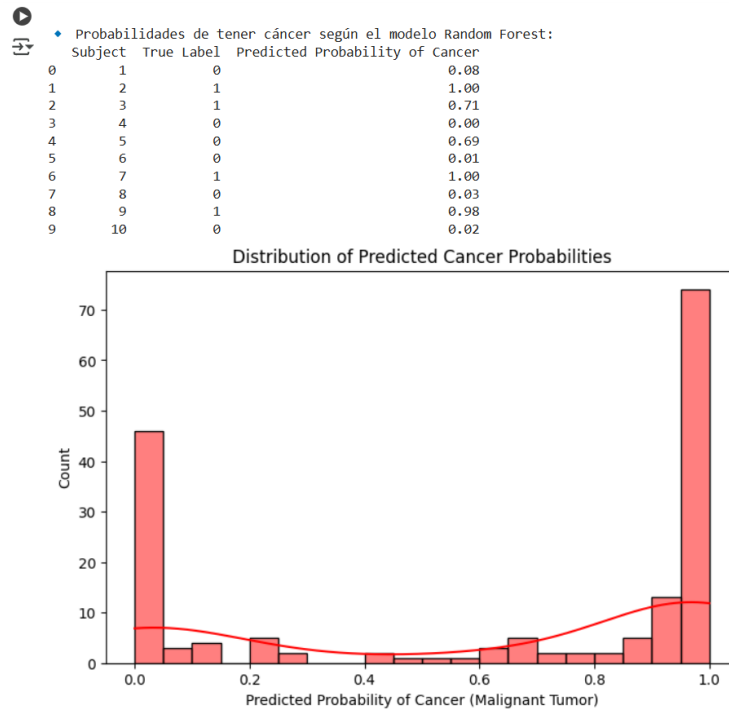 Probabilidades de tener cáncer según el modelo Random Forest:
Subject True Label Predicted Probability of Cancer
0 1 0 0.08
1 2 1 1.00
2 3 1 0.71
3 4 0 0.00
4 5 0 0.69
5 6 0 0.01
6 7 1 1.00
7 8 0 0.03
8 9 1 0.98
9 10 0 0.02
Distribution of Predicted Cancer Probabilities
70
60
50
40
30
20
10
0
Count
0.0 0.2 0.4 0.6 0.8 1.0
Predicted Probability of Cancer (Malignant Tumor)